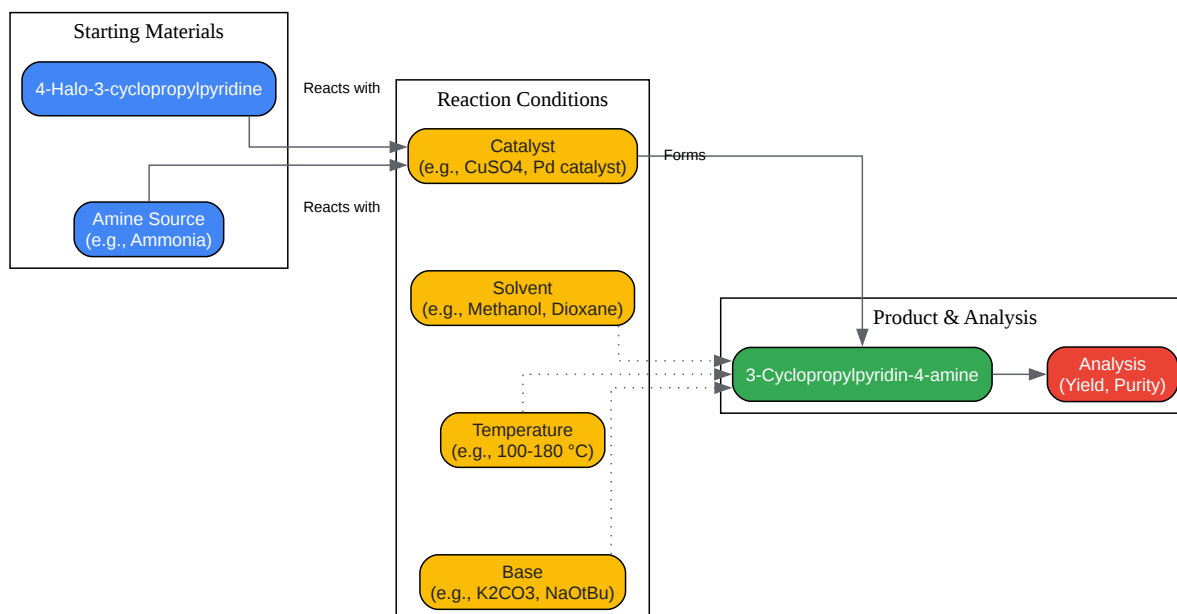 Starting Materials
4-Halo-3-cyclopropylpyridine
Amine Source
(e.g., Ammonia)
Reacts with
Reacts with
Reaction Conditions
Catalyst
(e.g., CuSO4, Pd catalyst)
Forms
Solvent
(e.g., Methanol, Dioxane)
Temperature
(e.g., 100-180 °C)
Base
(e.g., K2CO3, NaOtBu)
Product & Analysis
3-Cyclopropylpyridin-4-amine
Analysis
(Yield, Purity)